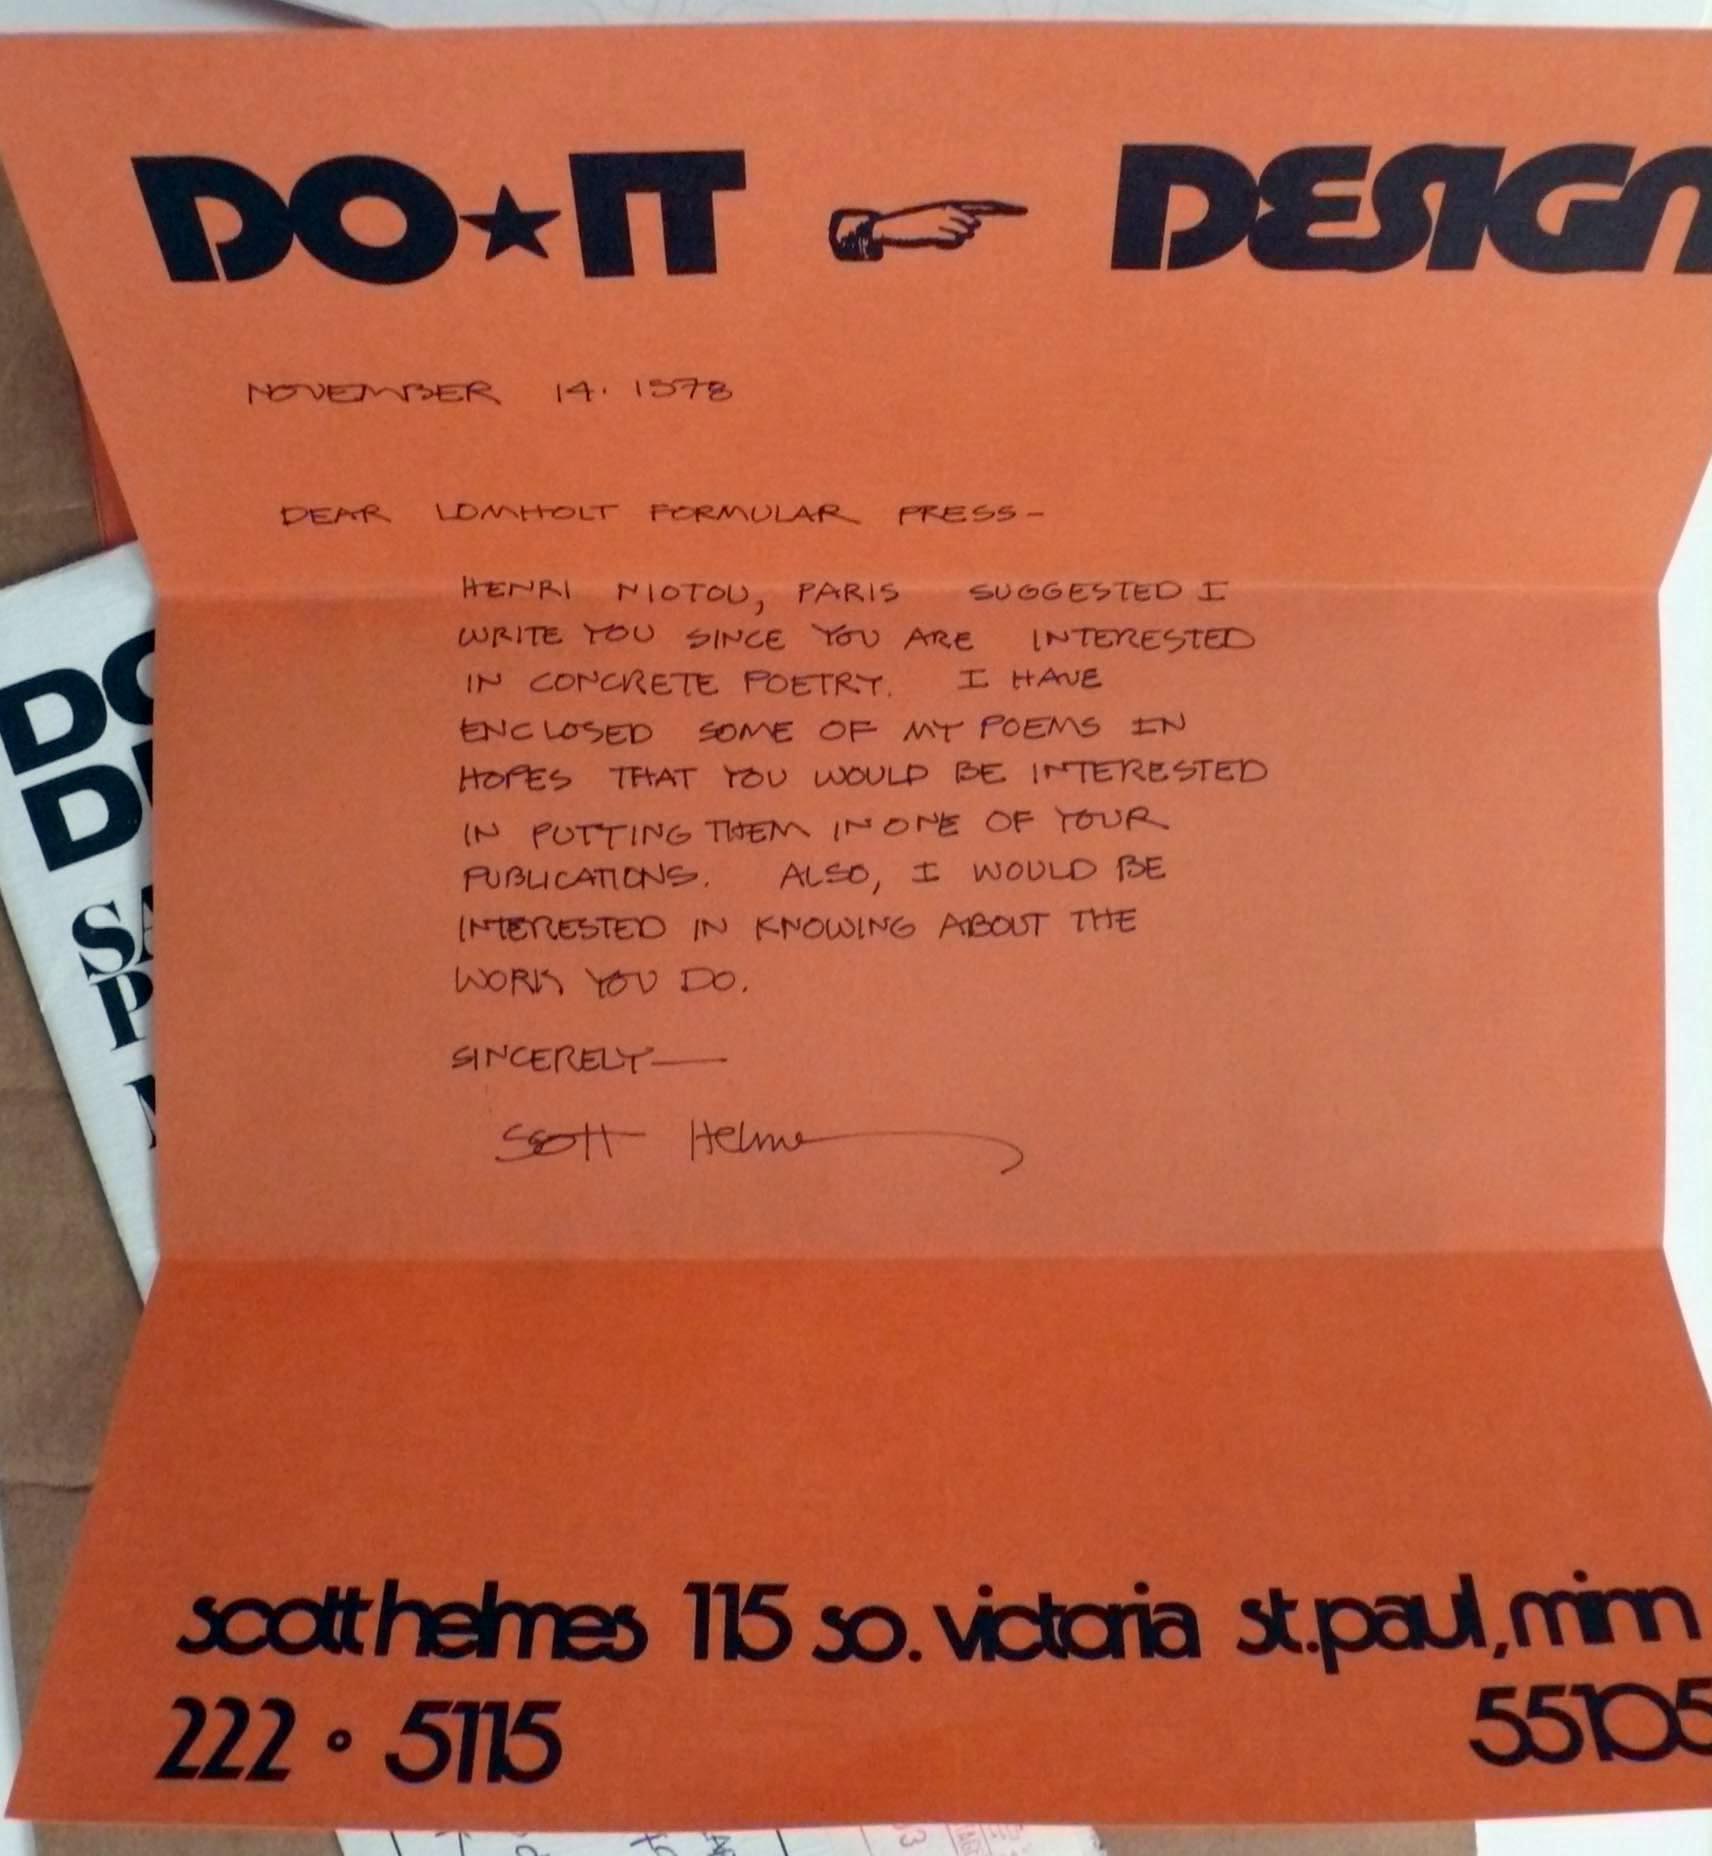 DO★IT ☞ DESIGN
NOVEMBER 14. 1978
DEAR LOMHOLT FORMULAR PRESS-
HENRI NIOTOU, PARIS SUGGESTED I
WRITE YOU SINCE YOU ARE INTERESTED
IN CONCRETE POETRY. I HAVE
ENCLOSED SOME OF MY POEMS IN
HOPES THAT YOU WOULD BE INTERESTED
IN PUTTING THEM IN ONE OF YOUR
PUBLICATIONS. ALSO, I WOULD BE
INTERESTED IN KNOWING ABOUT THE
WORK YOU DO.
SINCERELY—
Scott Helmes
scott helmes 115 so. victoria st. paul, minn
222 • 5115 55105